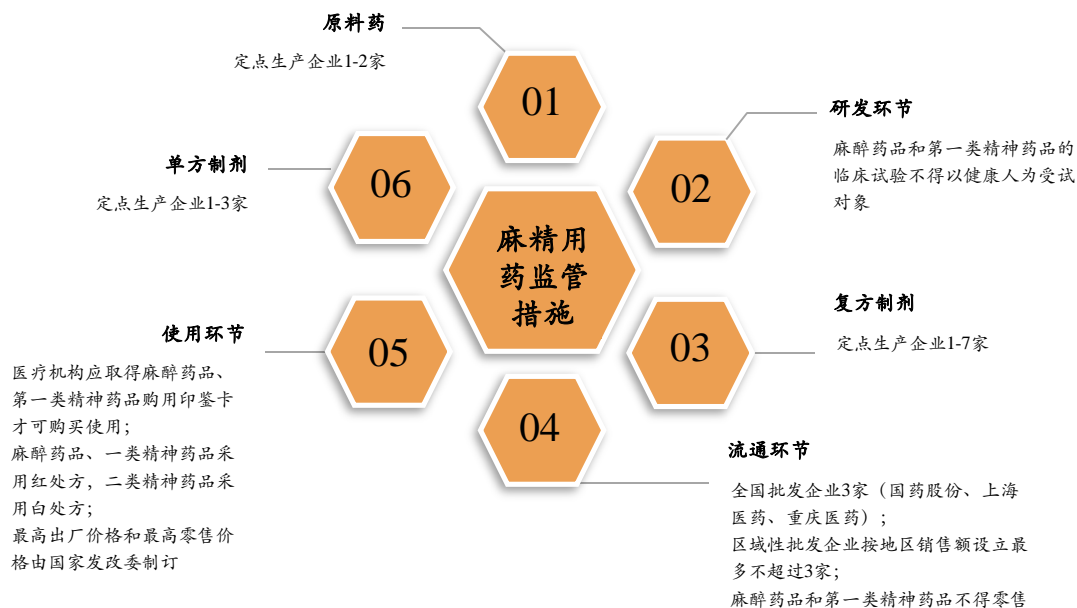 麻精用
药监管
措施
01
原料药
定点生产企业1-2家
02
研发环节
麻醉药品和第一类精神药品的
临床试验不得以健康人为受试
对象
03
复方制剂
定点生产企业1-7家
04
流通环节
全国批发企业3家（国药股份、上海
医药、重庆医药）；
区域性批发企业按地区销售额设立最
多不超过3家；
麻醉药品和第一类精神药品不得零售
05
使用环节
医疗机构应取得麻醉药品、
第一类精神药品购用印鉴卡
才可购买使用；
麻醉药品、一类精神药品采
用红处方，二类精神药品采
用白处方；
最高出厂价格和最高零售价
格由国家发改委制订
06
单方制剂
定点生产企业1-3家